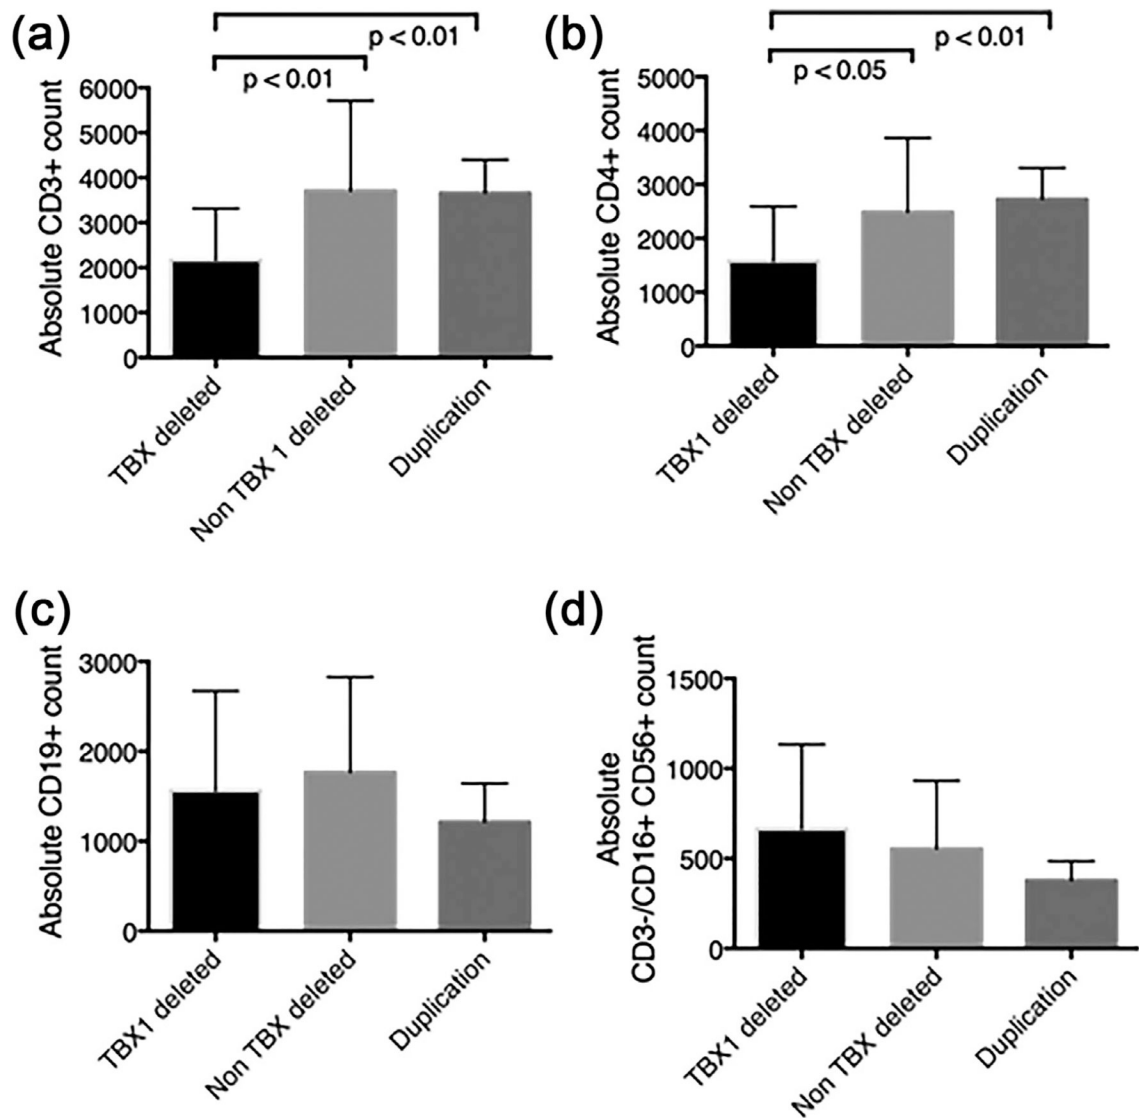 (a)
p < 0.01
p < 0.01
Absolute CD3+ count
6000
5000
4000
3000
2000
1000
0
TBX deleted
Non TBX 1 deleted
Duplication
(b)
p < 0.01
p < 0.05
Absolute CD4+ count
5000
4000
3000
2000
1000
0
TBX1 deleted
Non TBX deleted
Duplication
(c)
Absolute CD19+ count
3000
2000
1000
0
TBX1 deleted
Non TBX deleted
Duplication
(d)
Absolute
CD3-/CD16+ CD56+ count
1500
1000
500
0
TBX1 deleted
Non TBX deleted
Duplication